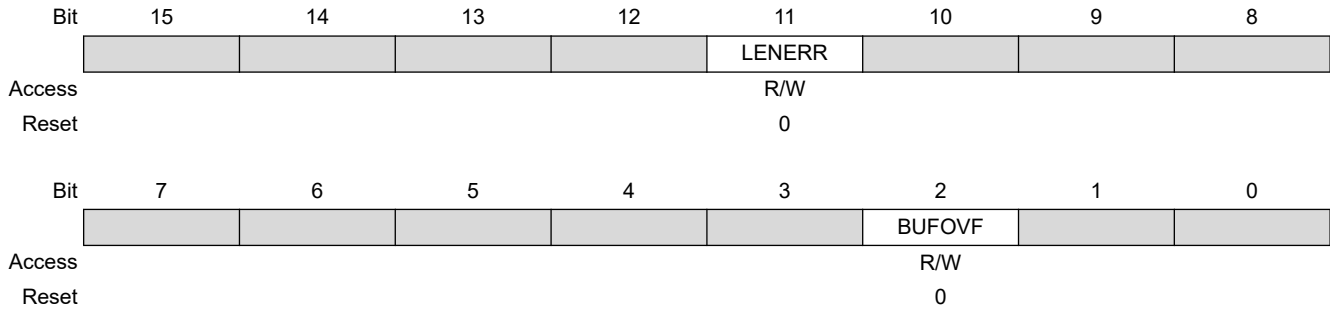 Bit 15 14 13 12 11 10 9 8
LENERR
Access R/W
Reset 0
Bit 7 6 5 4 3 2 1 0
BUFOVF
Access R/W
Reset 0